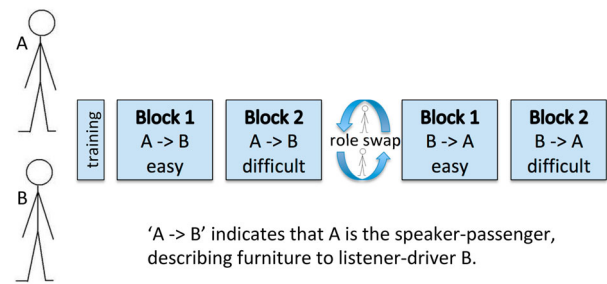 A
B
training
Block 1
A -> B
easy
Block 2
A -> B
difficult
role swap
Block 1
B -> A
easy
Block 2
B -> A
difficult
‘A -> B’ indicates that A is the speaker-passenger,
describing furniture to listener-driver B.